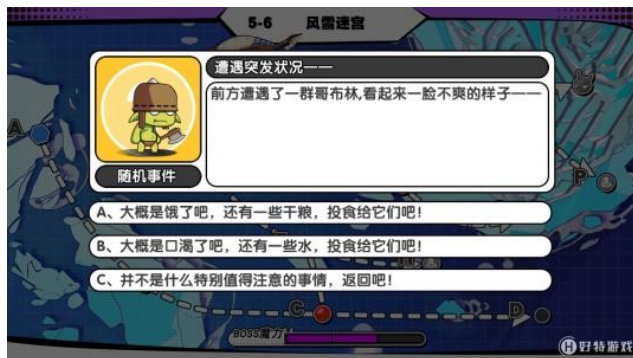 5-6 风雪迷宫
遭遇突发状况——
前方遭遇了一群哥布林,看起来一脸不爽的样子——
随机事件
A
P
A、大概是饿了吧，还有一些干粮，投食给它们吧！
B、大概是口渴了吧，还有一些水，投食给它们吧！
C、并不是什么特别值得注意的事情，返回吧！
C
D
BOSS魔力
H好特游戏